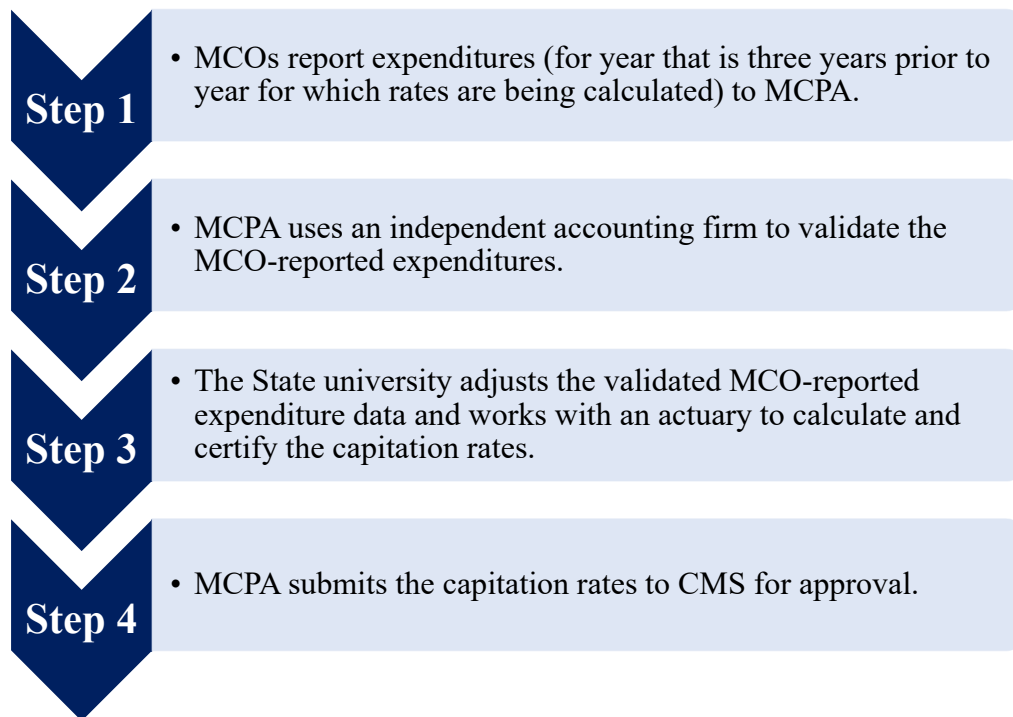 Step 1
• MCOs report expenditures (for year that is three years prior to
year for which rates are being calculated) to MCPA.
Step 2
• MCPA uses an independent accounting firm to validate the
MCO-reported expenditures.
Step 3
• The State university adjusts the validated MCO-reported
expenditure data and works with an actuary to calculate and
certify the capitation rates.
Step 4
• MCPA submits the capitation rates to CMS for approval.